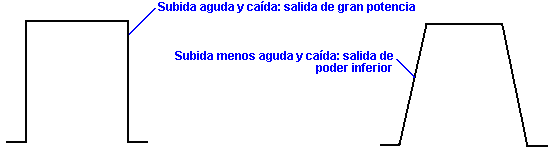 Subida aguda y caída: salida de gran potencia
Subida menos aguda y caída: salida de
poder inferior